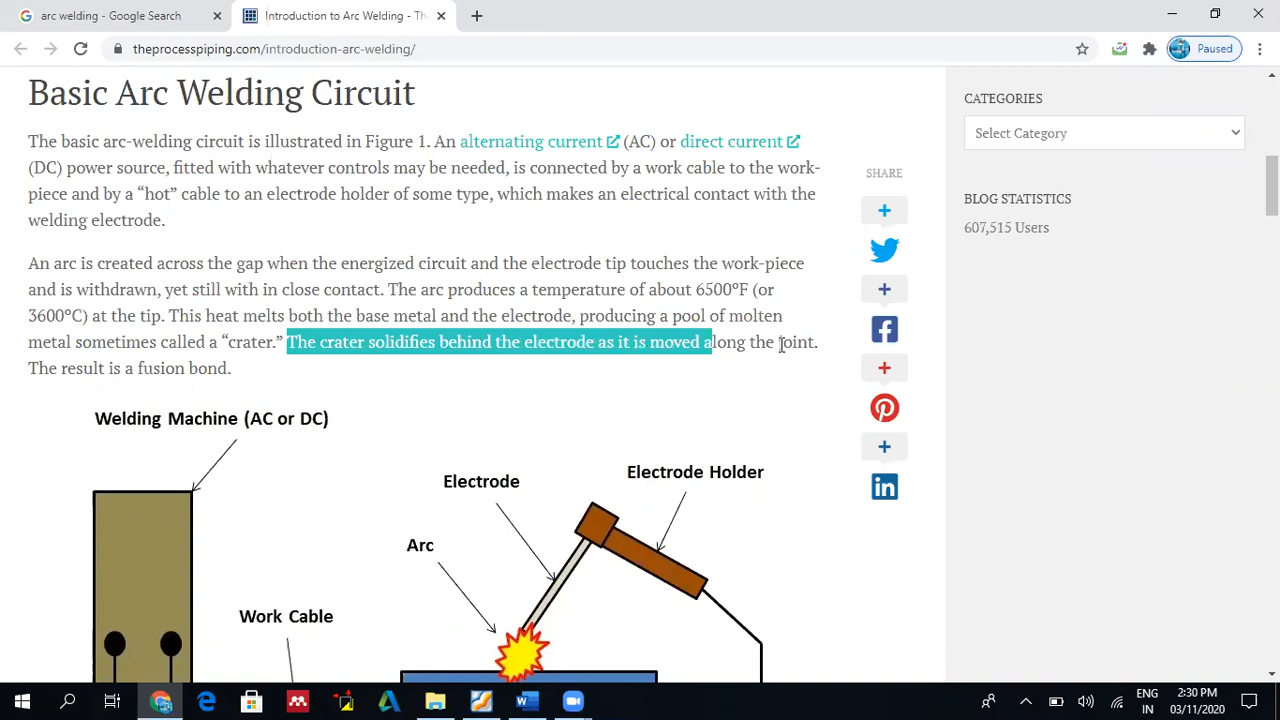 arc welding - Google Search
Introduction to Arc Welding - Th
theprocesspiping.com/introduction-arc-welding/
Paused
Basic Arc Welding Circuit
The basic arc-welding circuit is illustrated in Figure 1. An alternating current (AC) or direct current
(DC) power source, fitted with whatever controls may be needed, is connected by a work cable to the work-
piece and by a “hot” cable to an electrode holder of some type, which makes an electrical contact with the
welding electrode.
An arc is created across the gap when the energized circuit and the electrode tip touches the work-piece
and is withdrawn, yet still with in close contact. The arc produces a temperature of about 6500ºF (or
3600ºC) at the tip. This heat melts both the base metal and the electrode, producing a pool of molten
metal sometimes called a “crater.” The crater solidifies behind the electrode as it is moved along the joint.
The result is a fusion bond.
Welding Machine (AC or DC)
Electrode
Electrode Holder
Arc
Work Cable
SHARE
CATEGORIES
Select Category
BLOG STATISTICS
607,515 Users
ENG
IN
2:30 PM
03/11/2020